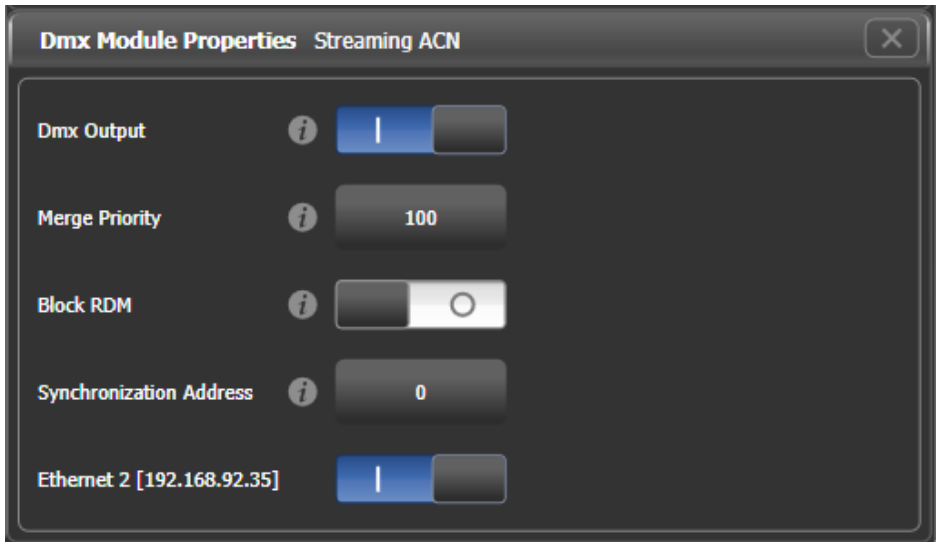 Dmx Module Properties Streaming ACN
Dmx Output
Merge Priority 100
Block RDM
Synchronization Address 0
Ethernet 2 [192.168.92.35]